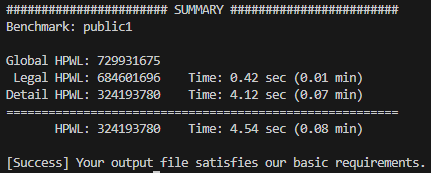 ####################### SUMMARY ########################
Benchmark: public1
Global HPWL: 729931675
Legal HPWL: 684601696 Time: 0.42 sec (0.01 min)
Detail HPWL: 324193780 Time: 4.12 sec (0.07 min)
========================================================
HPWL: 324193780 Time: 4.54 sec (0.08 min)
[Success] Your output file satisfies our basic requirements.